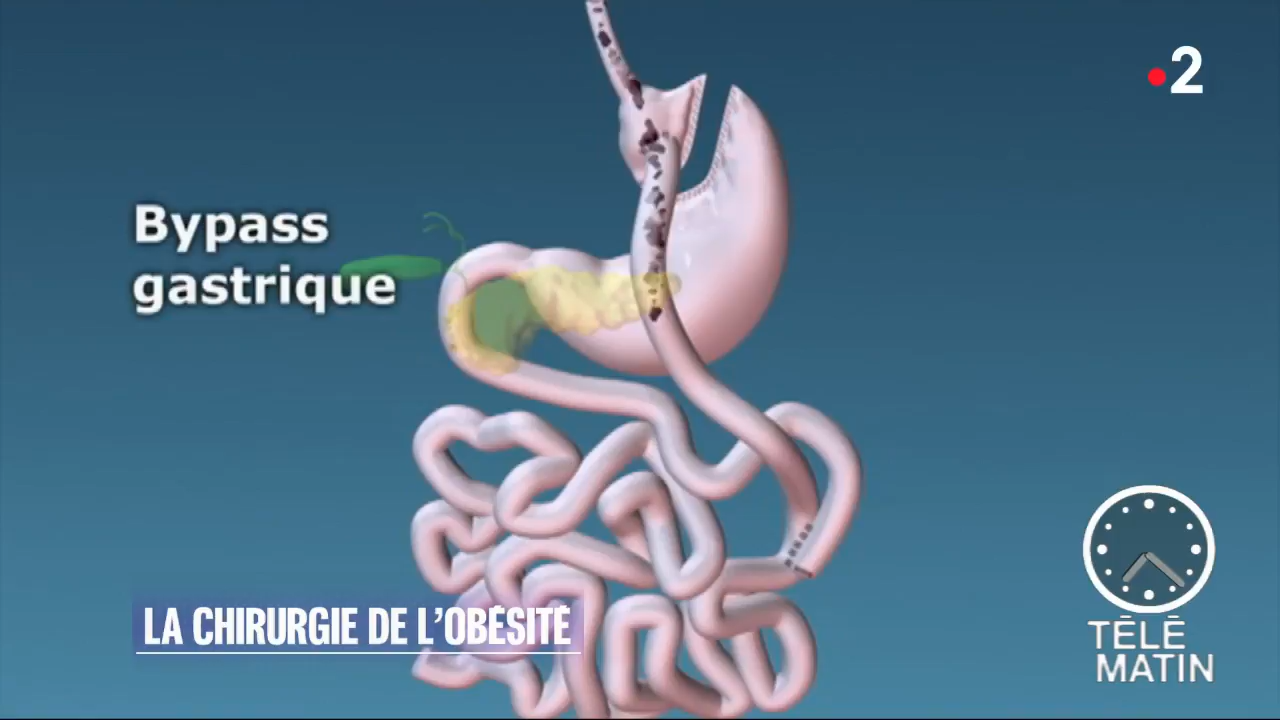 2
Bypass
gastrique
LA CHIRURGIE DE L'OBÉSITÉ
TÉLÉ
MATIN